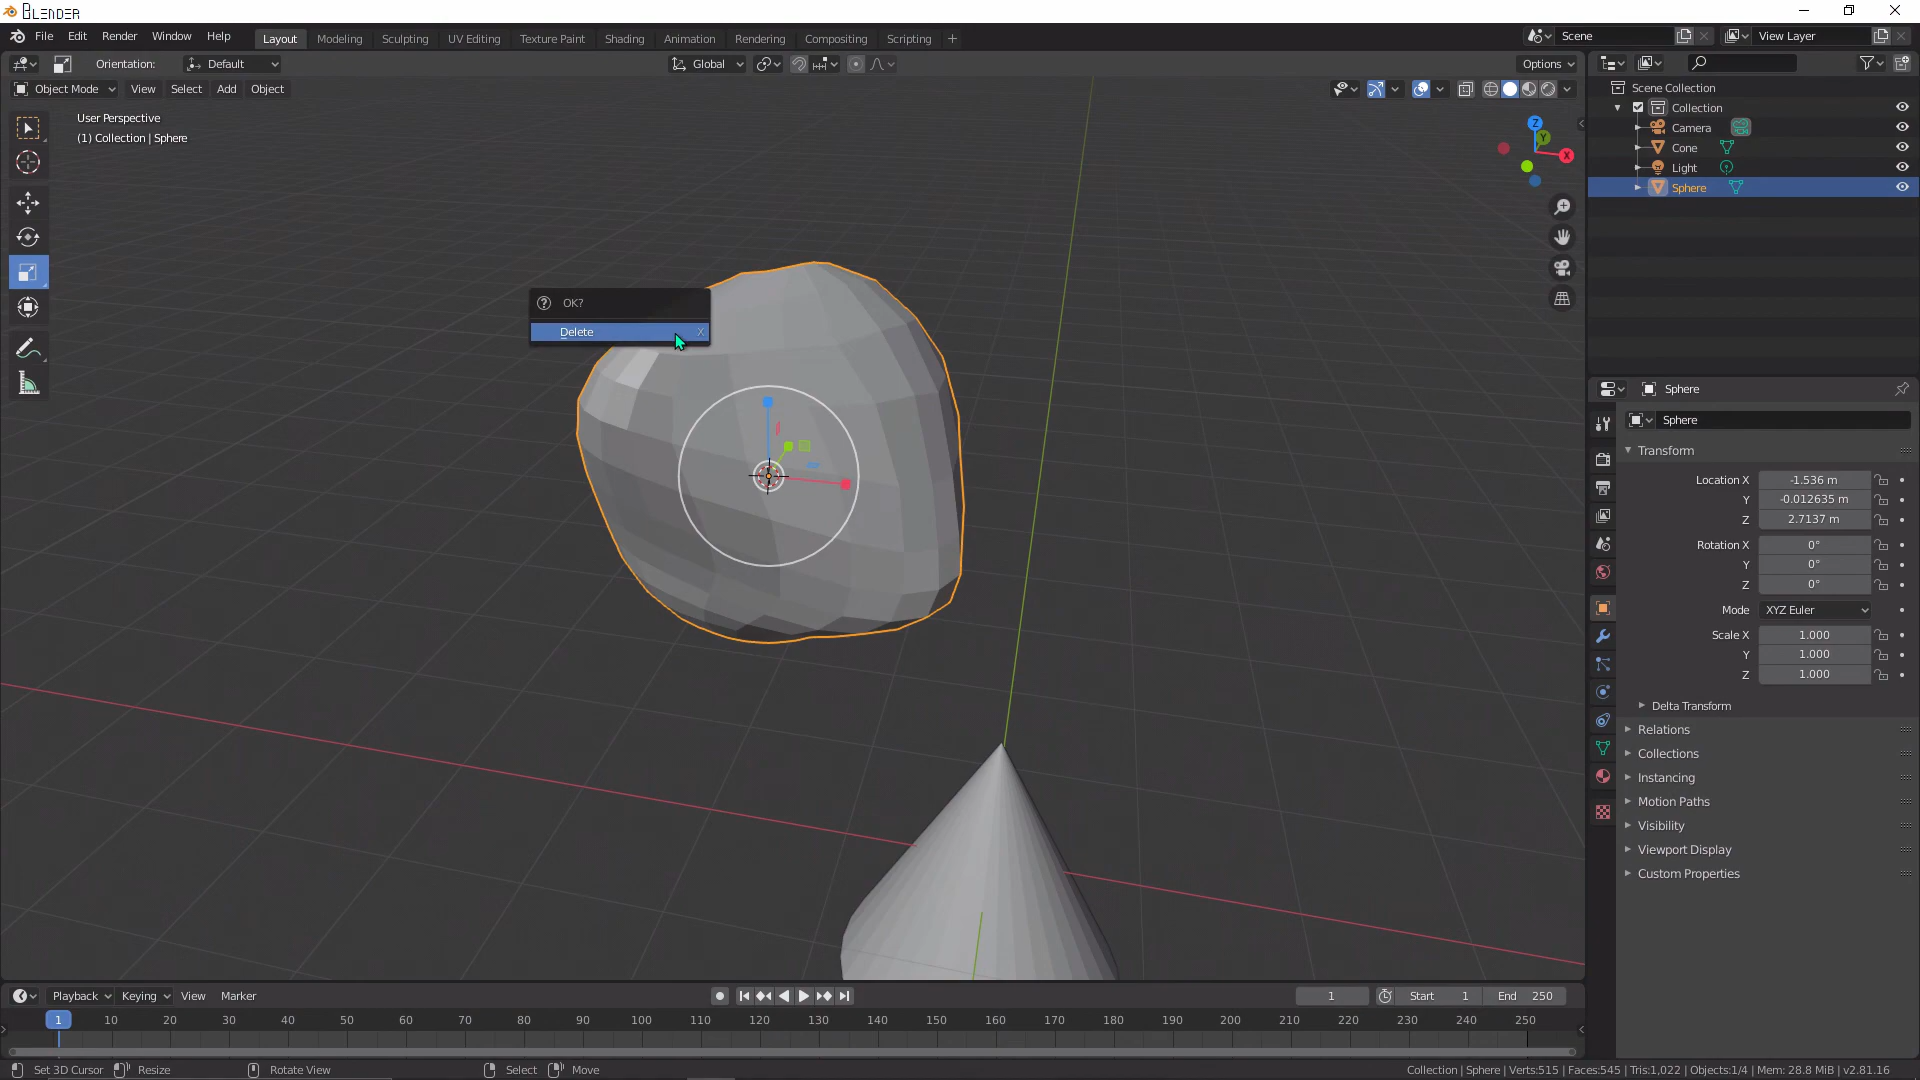 BLENDER
File Edit Render Window Help Layout Modeling Sculpting UV Editing Texture Paint Shading Animation Rendering Compositing Scripting + Scene View Layer
Orientation: Default Global Options
Object Mode View Select Add Object
User Perspective
(1) Collection | Sphere
Z
Y
X
OK?
Delete X
Scene Collection
Collection
Camera
Cone
Light
Sphere
Sphere
Sphere
Transform
Location X -1.536 m
Y -0.012635 m
Z 2.7137 m
Rotation X 0°
Y 0°
Z 0°
Mode XYZ Euler
Scale X 1.000
Y 1.000
Z 1.000
Delta Transform
Relations
Collections
Instancing
Motion Paths
Visibility
Viewport Display
Custom Properties
Playback Keying View Marker 1 Start 1 End 250
1 10 20 30 40 50 60 70 80 90 100 110 120 130 140 150 160 170 180 190 200 210 220 230 240 250
Set 3D Cursor Resize Rotate View Select Move Collection | Sphere | Verts:515 | Faces:545 | Tris:1,022 | Objects:1/4 | Mem: 28.8 MiB | v2.81.16